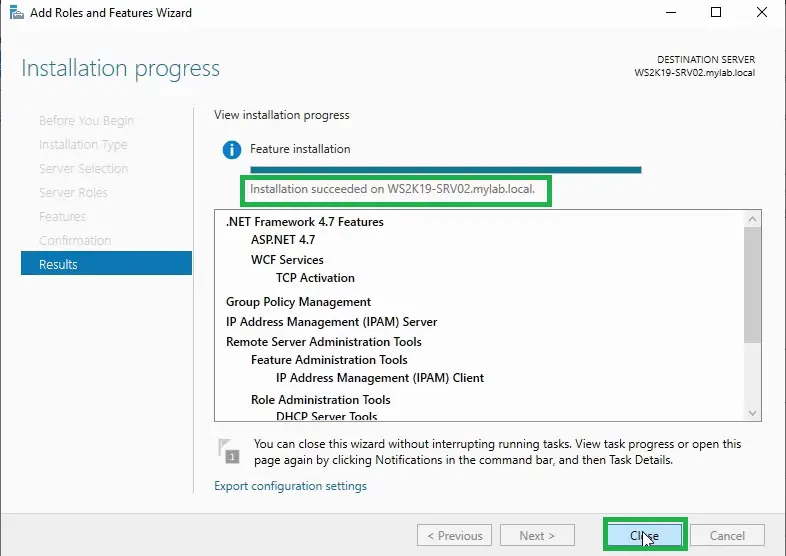 Add Roles and Features Wizard
Installation progress
DESTINATION SERVER
WS2K19-SRV02.mylab.local
Before You Begin
Installation Type
Server Selection
Server Roles
Features
Confirmation
Results
View installation progress
Feature installation
Installation succeeded on WS2K19-SRV02.mylab.local.
.NET Framework 4.7 Features
ASP.NET 4.7
WCF Services
TCP Activation
Group Policy Management
IP Address Management (IPAM) Server
Remote Server Administration Tools
Feature Administration Tools
IP Address Management (IPAM) Client
Role Administration Tools
DHCP Server Tools
1
You can close this wizard without interrupting running tasks. View task progress or open this
page again by clicking Notifications in the command bar, and then Task Details.
Export configuration settings
< Previous
Next >
Close
Cancel